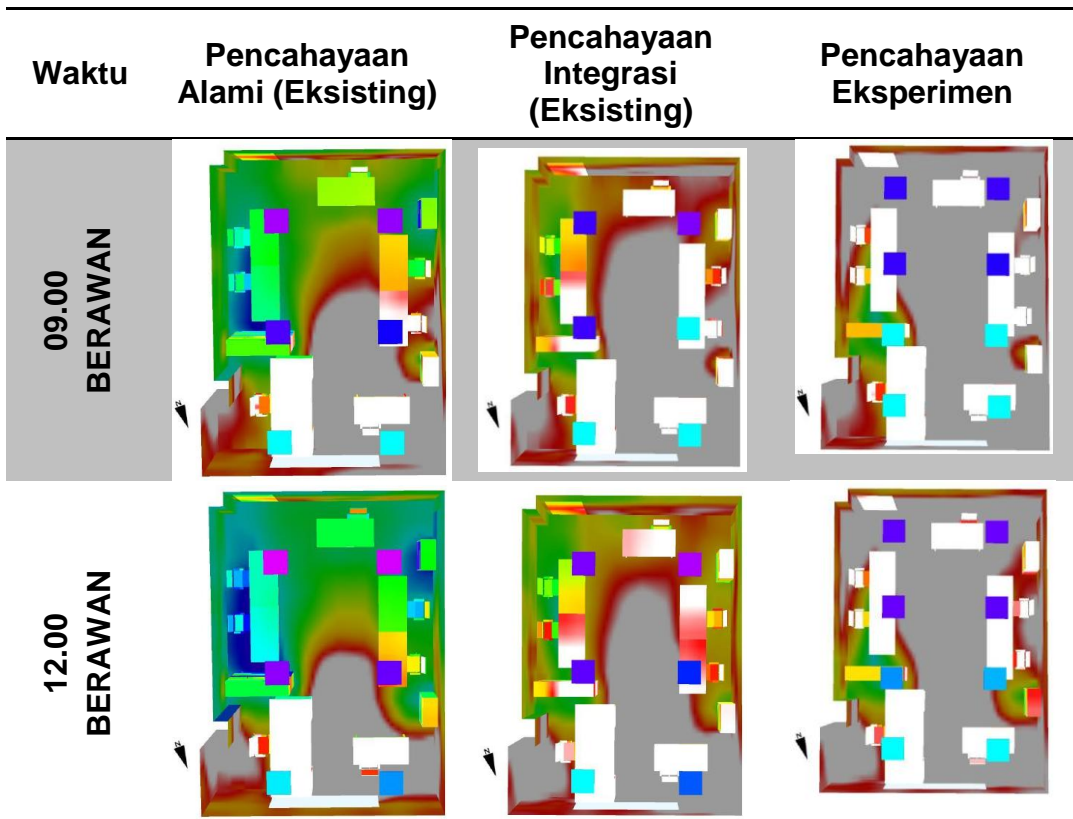 Waktu
Pencahayaan
Alami (Eksisting)
Pencahayaan
Integrasi
(Eksisting)
Pencahayaan
Eksperimen
09.00
BERAWAN
N
N
N
12.00
BERAWAN
N
N
N